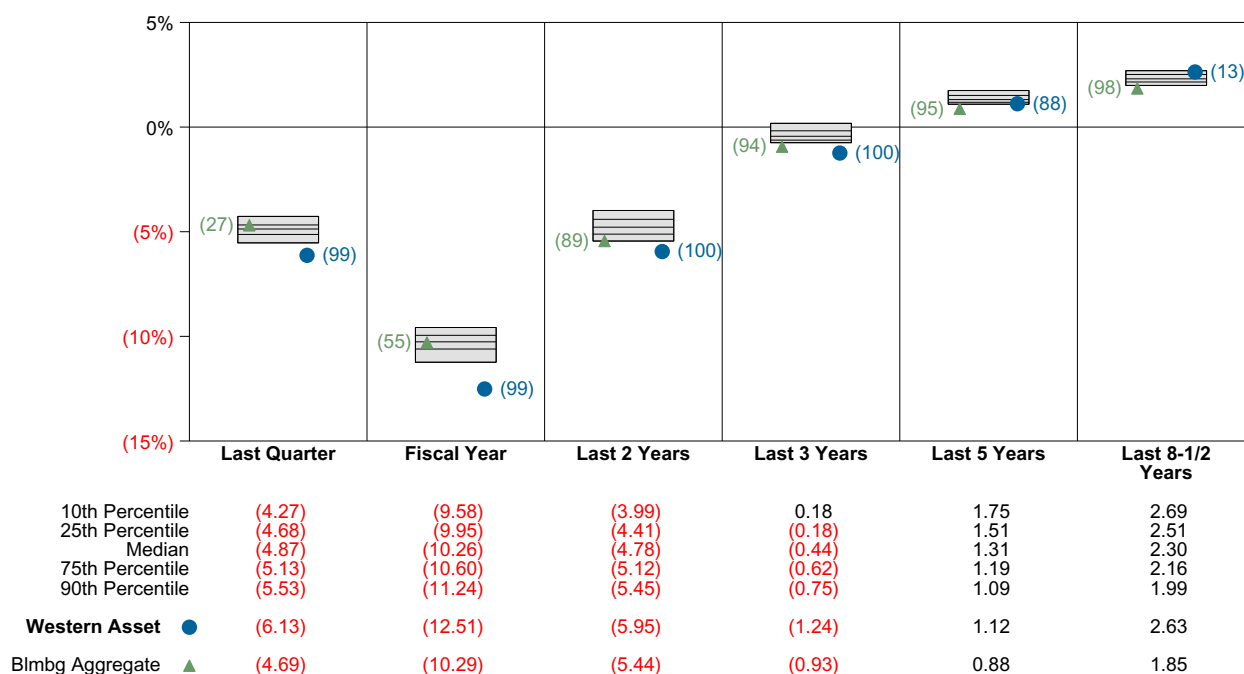 5%
0%
(5%)
(10%)
(15%)
(27) (99)
(55) (99)
(89) (100)
(94) (100)
(95) (88)
(98) (13)
Last Quarter Fiscal Year Last 2 Years Last 3 Years Last 5 Years Last 8-1/2
Years
10th Percentile (4.27) (9.58) (3.99) 0.18 1.75 2.69
25th Percentile (4.68) (9.95) (4.41) (0.18) 1.51 2.51
Median (4.87) (10.26) (4.78) (0.44) 1.31 2.30
75th Percentile (5.13) (10.60) (5.12) (0.62) 1.19 2.16
90th Percentile (5.53) (11.24) (5.45) (0.75) 1.09 1.99
Western Asset (6.13) (12.51) (5.95) (1.24) 1.12 2.63
Blmbg Aggregate (4.69) (10.29) (5.44) (0.93) 0.88 1.85